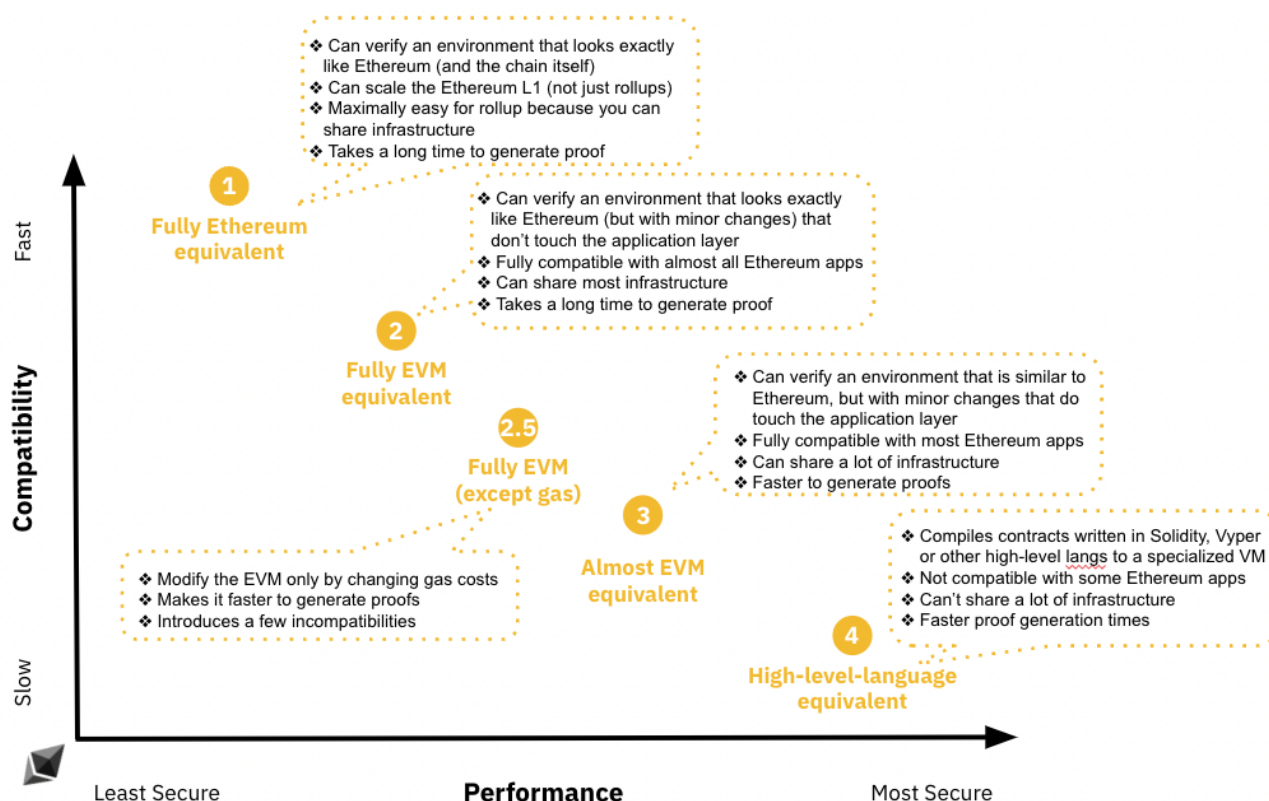 ❖ Can verify an environment that looks exactly
like Ethereum (and the chain itself)
❖ Can scale the Ethereum L1 (not just rollups)
❖ Maximally easy for rollup because you can
share infrastructure
❖ Takes a long time to generate proof
1
Fully Ethereum
equivalent
❖ Can verify an environment that looks exactly
like Ethereum (but with minor changes) that
don't touch the application layer
❖ Fully compatible with almost all Ethereum apps
❖ Can share most infrastructure
❖ Takes a long time to generate proof
2
Fully EVM
equivalent
❖ Can verify an environment that is similar to
Ethereum, but with minor changes that do
touch the application layer
❖ Fully compatible with most Ethereum apps
❖ Can share a lot of infrastructure
❖ Faster to generate proofs
2.5
Fully EVM
(except gas)
❖ Modify the EVM only by changing gas costs
❖ Makes it faster to generate proofs
❖ Introduces a few incompatibilities
3
Almost EVM
equivalent
❖ Compiles contracts written in Solidity, Vyper
or other high-level langs to a specialized VM
❖ Not compatible with some Ethereum apps
❖ Can't share a lot of infrastructure
❖ Faster proof generation times
4
High-level-language
equivalent
Fast
Compatibility
Slow
Least Secure
Performance
Most Secure